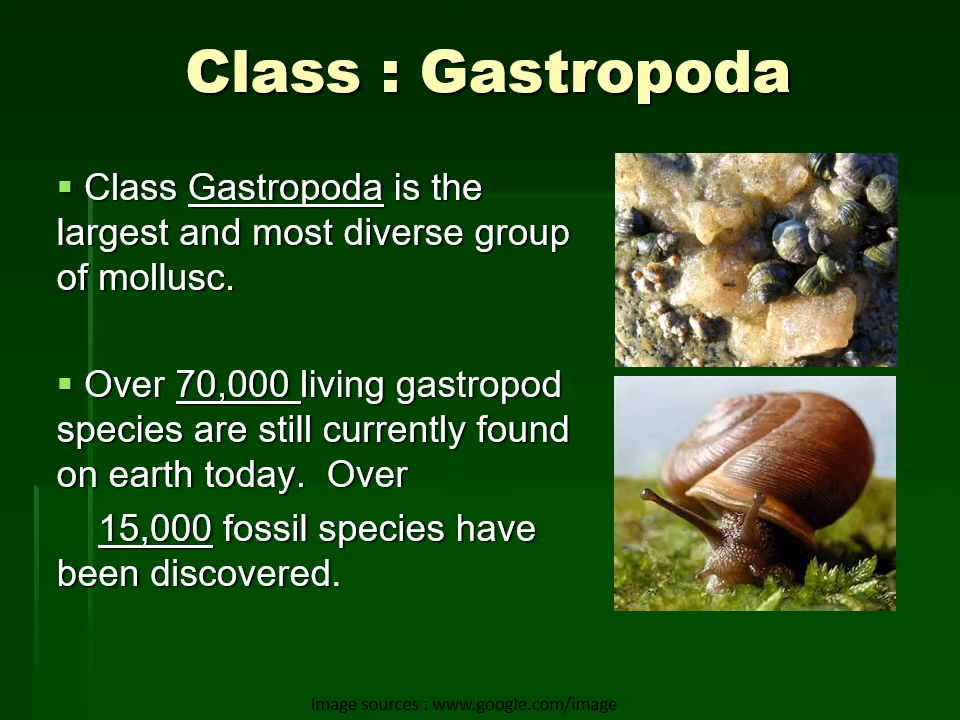 Class : Gastropoda
▪ Class Gastropoda is the
largest and most diverse group
of mollusc.
▪ Over 70,000 living gastropod
species are still currently found
on earth today.  Over
15,000 fossil species have
been discovered.
Image sources : www.google.com/image